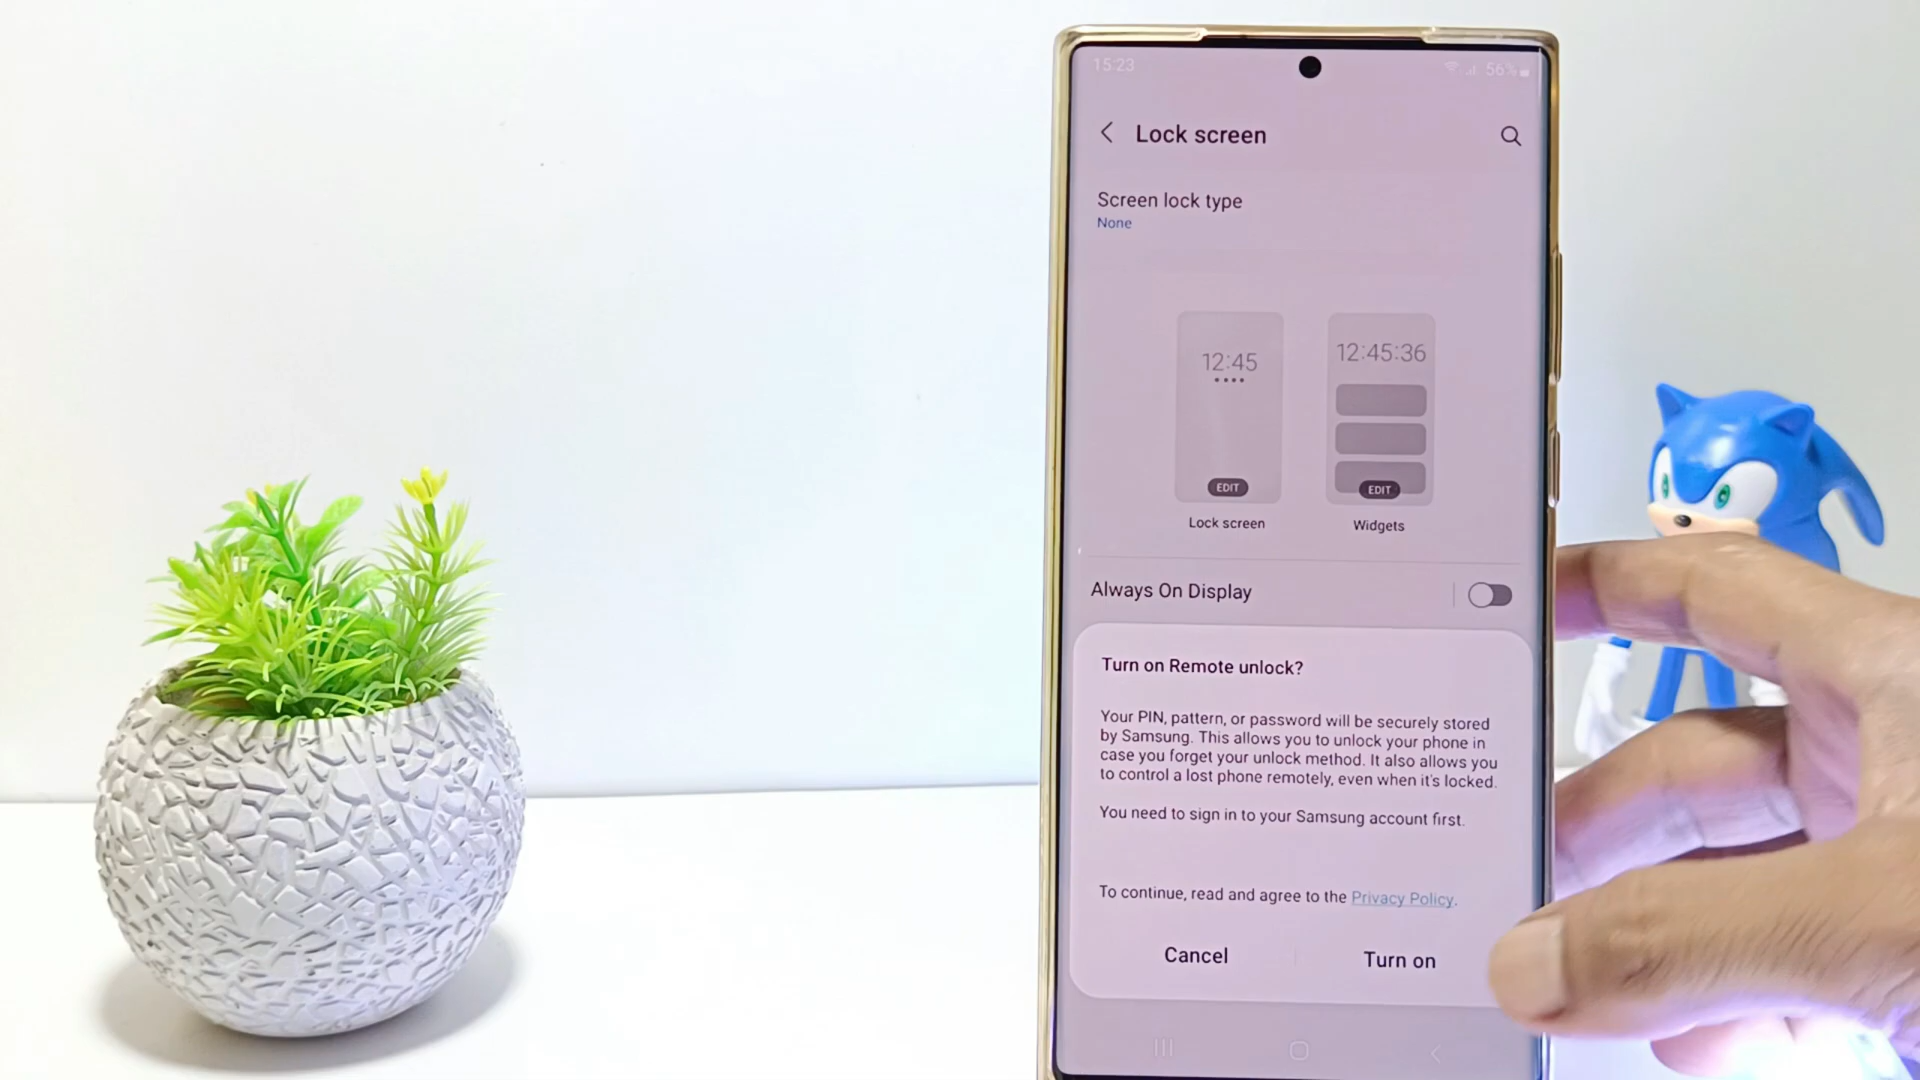 15:23
56%
Lock screen
Screen lock type
None
12:45
12:45:36
EDIT
EDIT
Lock screen
Widgets
Always On Display
Turn on Remote unlock?
Your PIN, pattern, or password will be securely stored
by Samsung. This allows you to unlock your phone in
case you forget your unlock method. It also allows you
to control a lost phone remotely, even when it's locked.
You need to sign in to your Samsung account first.
To continue, read and agree to the Privacy Policy.
Cancel
Turn on